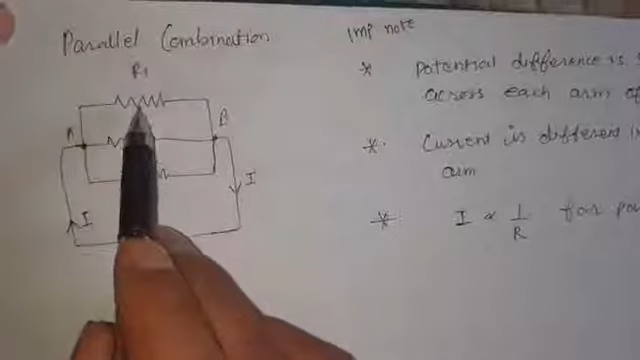 Parallel Combination
Imp note
R1
* Potential difference is
across each arm of
A
B
* Current is different in
arm
I
I
* I ∝ 1/R for